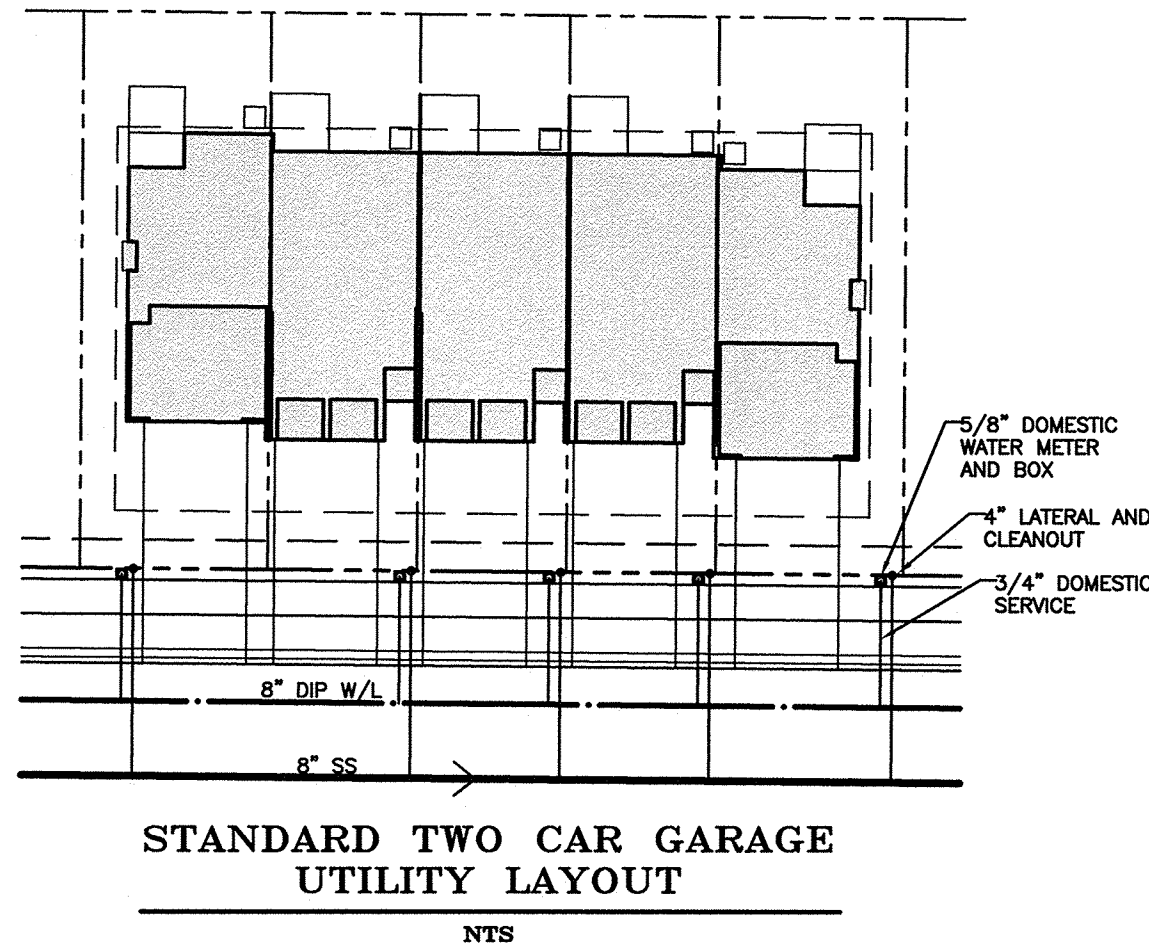 5/8" DOMESTIC
WATER METER
AND BOX
4" LATERAL AND
CLEANOUT
3/4" DOMESTIC
SERVICE
8" DIP W/L
8" SS
STANDARD TWO CAR GARAGE
UTILITY LAYOUT
NTS